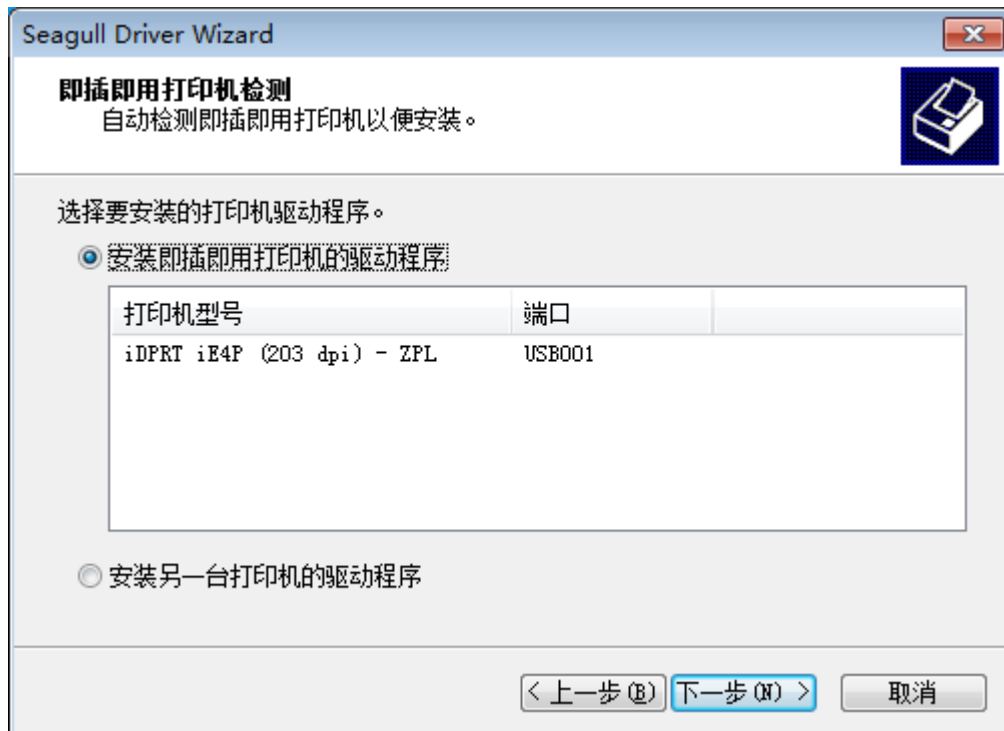 Seagull Driver Wizard
即插即用打印机检测
自动检测即插即用打印机以便安装。
选择要安装的打印机驱动程序。
安装即插即用打印机的驱动程序
打印机型号 端口
iDPRT iE4P (203 dpi) - ZPL USB001
安装另一台打印机的驱动程序
< 上一步(B) 下一步(N) > 取消